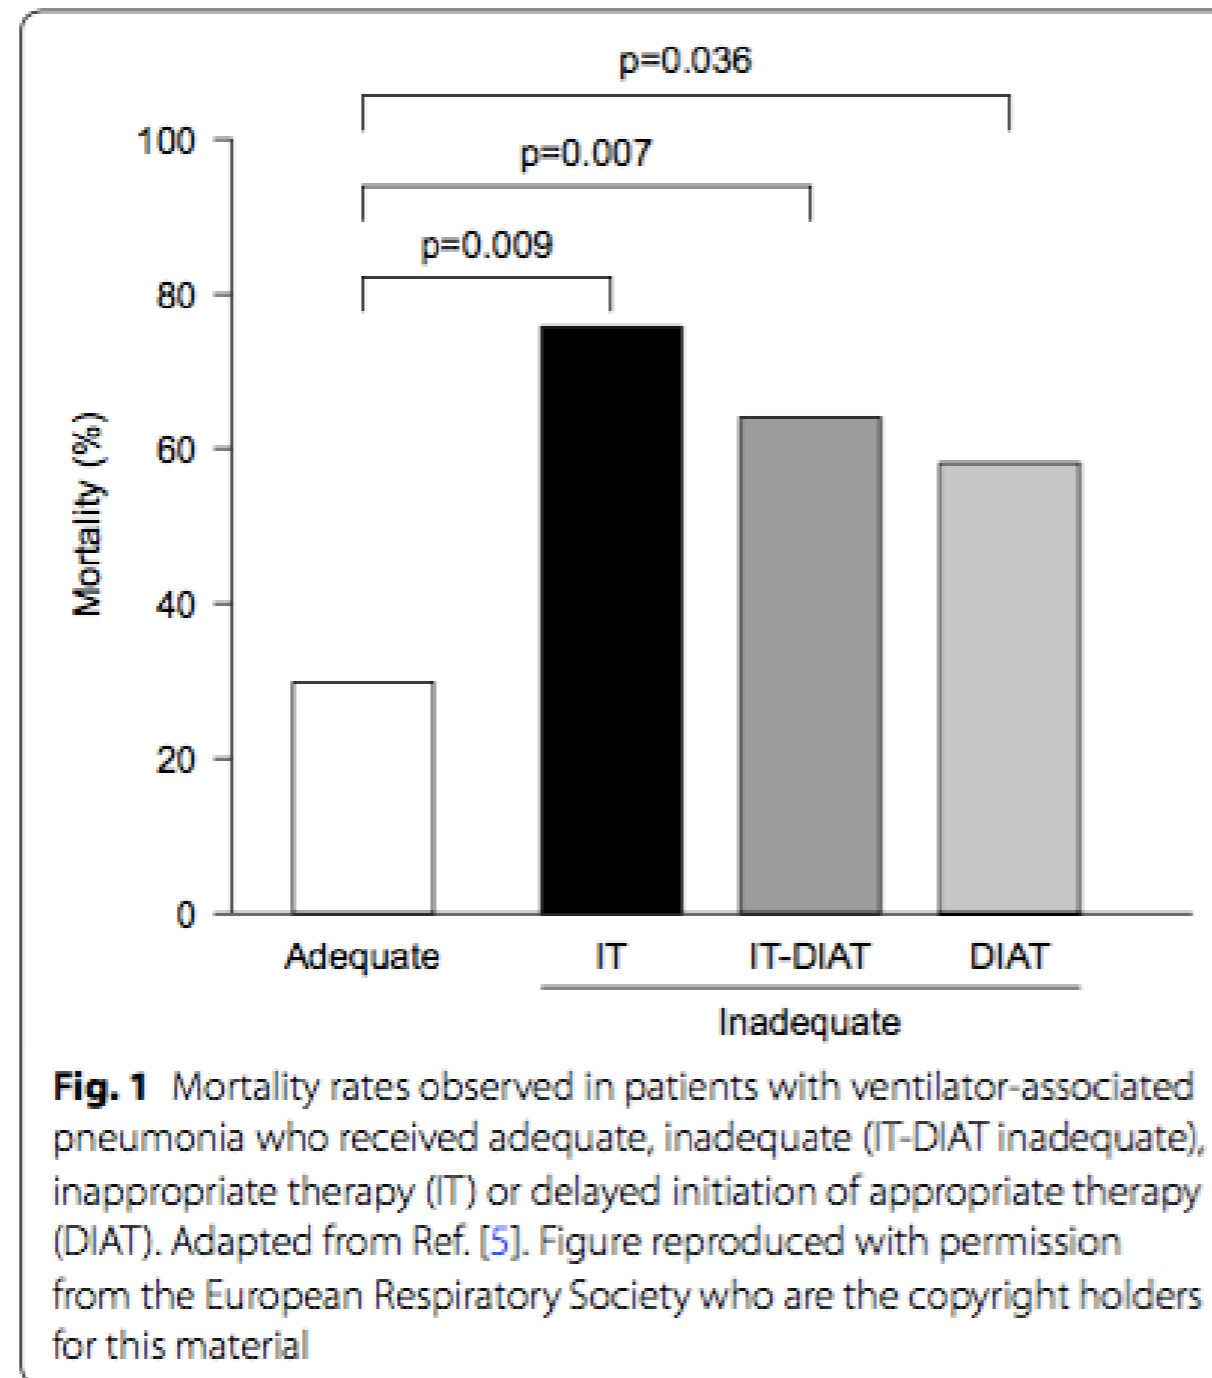 p=0.036
100
p=0.007
p=0.009
80
60
40
20
0
Mortality (%)
Adequate IT IT-DIAT DIAT
Inadequate
Fig. 1 Mortality rates observed in patients with ventilator-associated
pneumonia who received adequate, inadequate (IT-DIAT inadequate),
inappropriate therapy (IT) or delayed initiation of appropriate therapy
(DIAT). Adapted from Ref. [5]. Figure reproduced with permission
from the European Respiratory Society who are the copyright holders
for this material